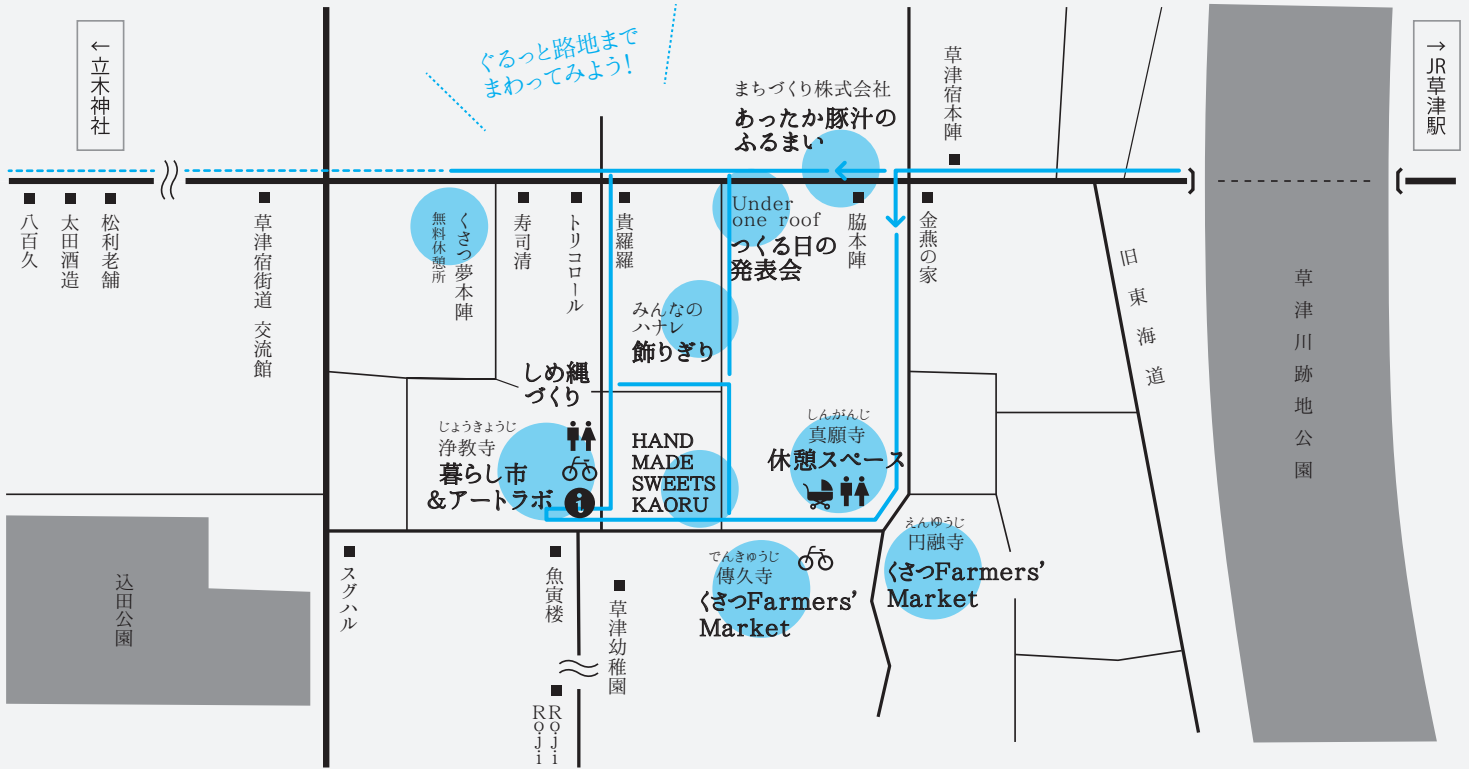 ←立木神社
ぐるっと路地まで
まわってみよう!
まちづくり株式会社
あったか豚汁の
ふるまい
草津宿本陣
→JR草津駅
八百久
太田酒造
松利老舗
草津宿街道 交流館
くさつ夢本陣
無料休憩所
寿司清
トリコロール
貴羅羅
Under
one roof
つくる日の
発表会
脇本陣
金燕の家
旧東海道
草津川跡地公園
みんなの
ハナレ
飾りぎり
しめ縄
づくり
じょうきょうじ
浄教寺
暮らし市
&アートラボ
i
HAND
MADE
SWEETS
KAORU
しんがんじ
真願寺
休憩スペース
えんゆうじ
円融寺
くさつFarmers’
Market
でんきゅうじ
傳久寺
くさつFarmers’
Market
込田公園
スグハル
魚寅楼
草津幼稚園
RojiRoji